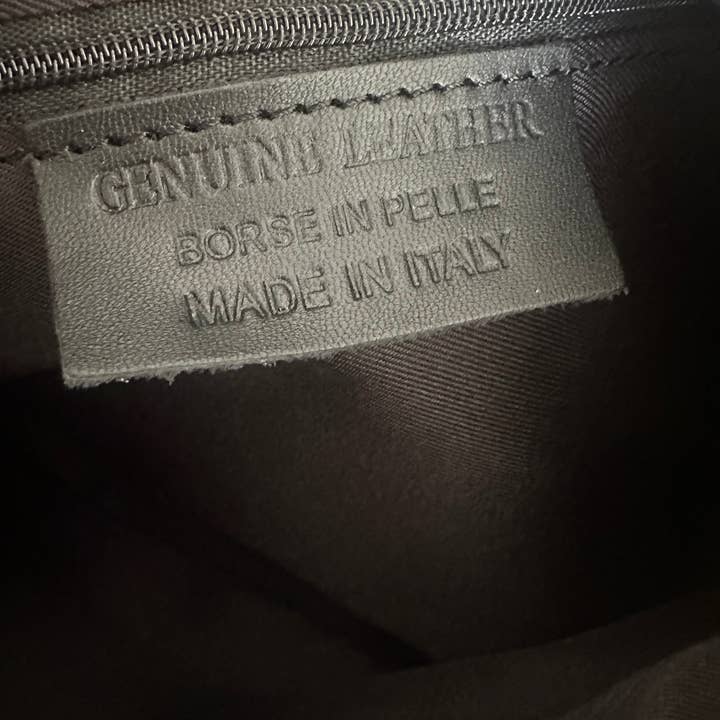 GENUINE LEATHER
BORSE IN PELLE
MADE IN ITALY